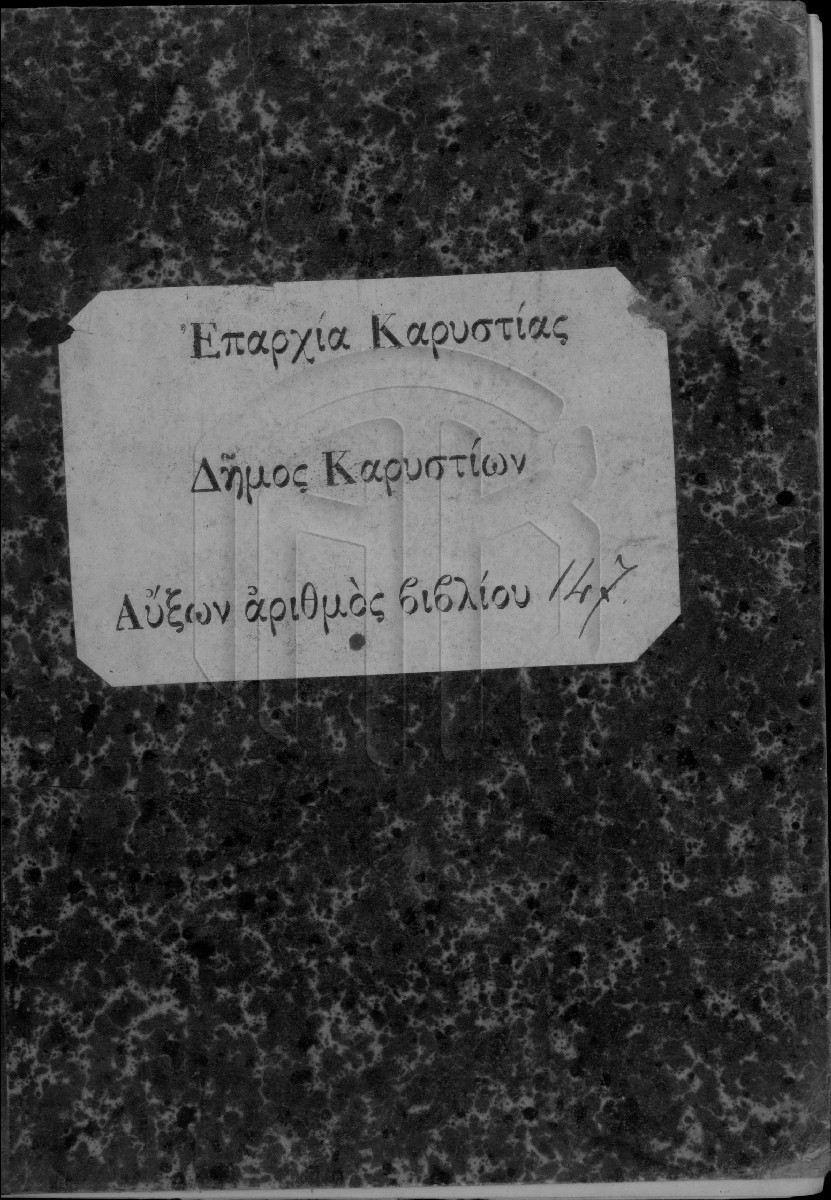 Ἐπαρχία Καρυστίας
Δῆμος Καρυστίων
Αὔξων ἀριθμὸς βιβλίου 147.